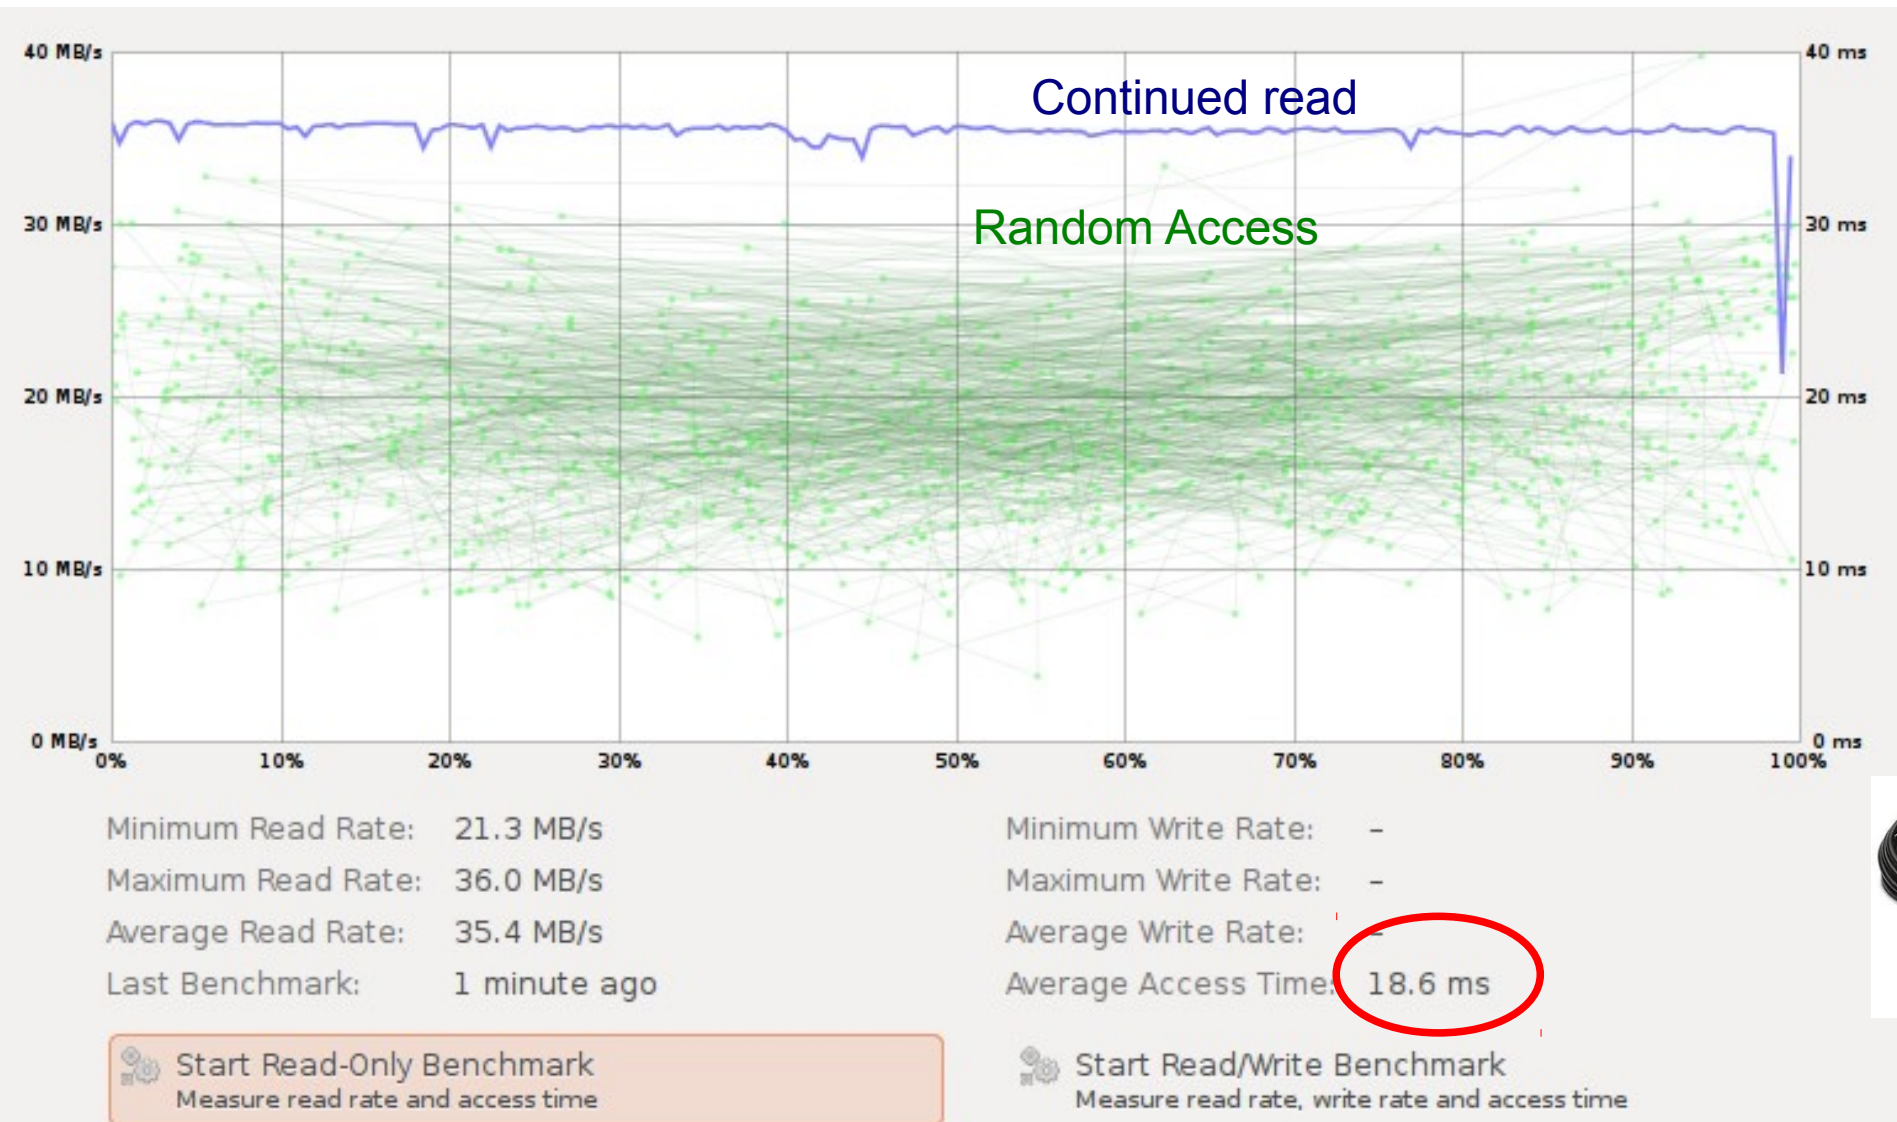 40 MB/s
40 ms
Continued read
30 MB/s
Random Access
30 ms
20 MB/s
20 ms
10 MB/s
10 ms
0 MB/s
0 ms
0% 10% 20% 30% 40% 50% 60% 70% 80% 90% 100%
Minimum Read Rate: 21.3 MB/s
Minimum Write Rate: –
Maximum Read Rate: 36.0 MB/s
Maximum Write Rate: –
Average Read Rate: 35.4 MB/s
Average Write Rate: –
Last Benchmark: 1 minute ago
Average Access Time: 18.6 ms
Start Read-Only Benchmark
Measure read rate and access time
Start Read/Write Benchmark
Measure read rate, write rate and access time